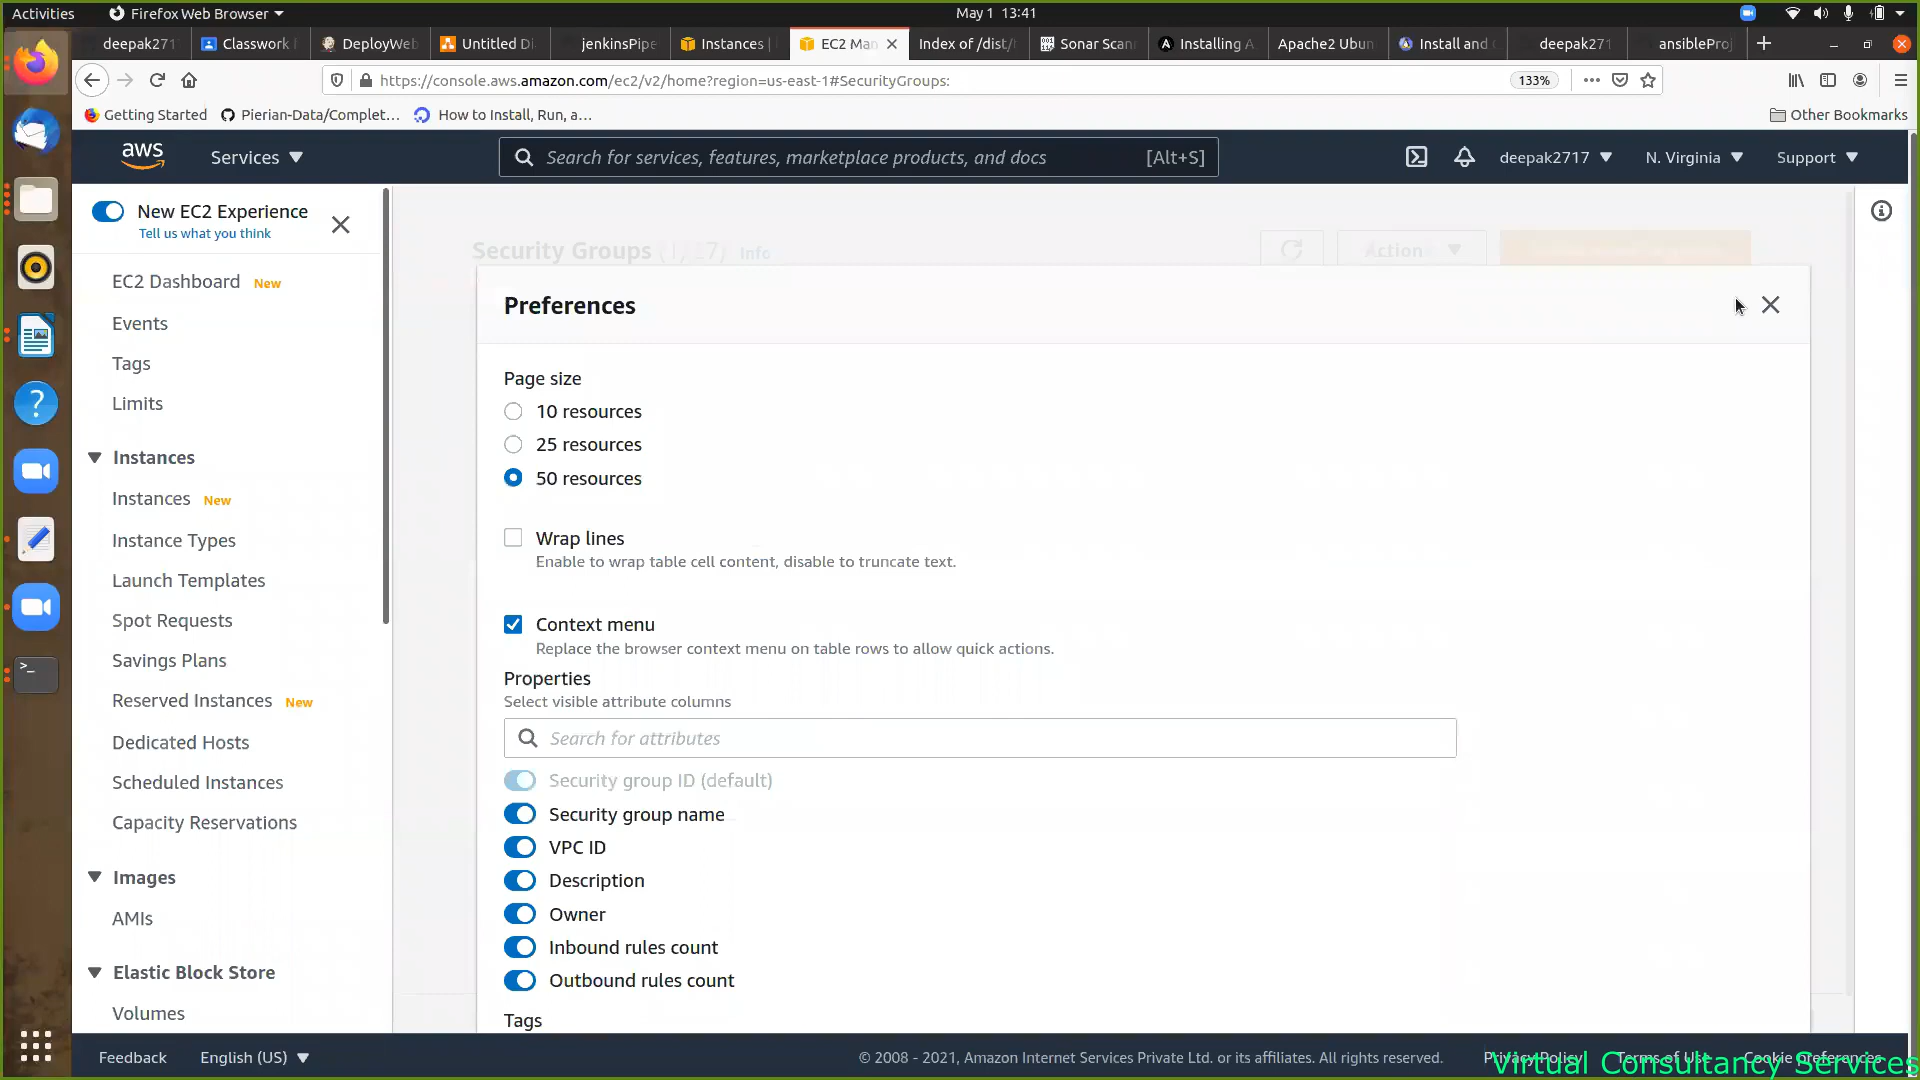 Activities
Firefox Web Browser
May 1 13:41
deepak271
Classwork
DeployWeb
Untitled Di
jenkinsPipe
Instances |
EC2 Man
Index of /dist/
Sonar Scan
Installing A
Apache2 Ubun
Install and
deepak271
ansibleProj
https://console.aws.amazon.com/ec2/v2/home?region=us-east-1#SecurityGroups:
133%
Getting Started
Pierian-Data/Complet...
How to Install, Run, a...
Other Bookmarks
aws
Services
Search for services, features, marketplace products, and docs
[Alt+S]
deepak2717
N. Virginia
Support
New EC2 Experience
Tell us what you think
EC2 Dashboard New
Events
Tags
Limits
Instances
Instances New
Instance Types
Launch Templates
Spot Requests
Savings Plans
Reserved Instances New
Dedicated Hosts
Scheduled Instances
Capacity Reservations
Images
AMIs
Elastic Block Store
Volumes
Security Groups Info
Action
Preferences
Page size
10 resources
25 resources
50 resources
Wrap lines
Enable to wrap table cell content, disable to truncate text.
Context menu
Replace the browser context menu on table rows to allow quick actions.
Properties
Select visible attribute columns
Search for attributes
Security group ID (default)
Security group name
VPC ID
Description
Owner
Inbound rules count
Outbound rules count
Tags
Feedback
English (US)
© 2008 - 2021, Amazon Internet Services Private Ltd. or its affiliates. All rights reserved.
Privacy Policy
Terms of Use
Cookie Preferences
Virtual Consultancy Services